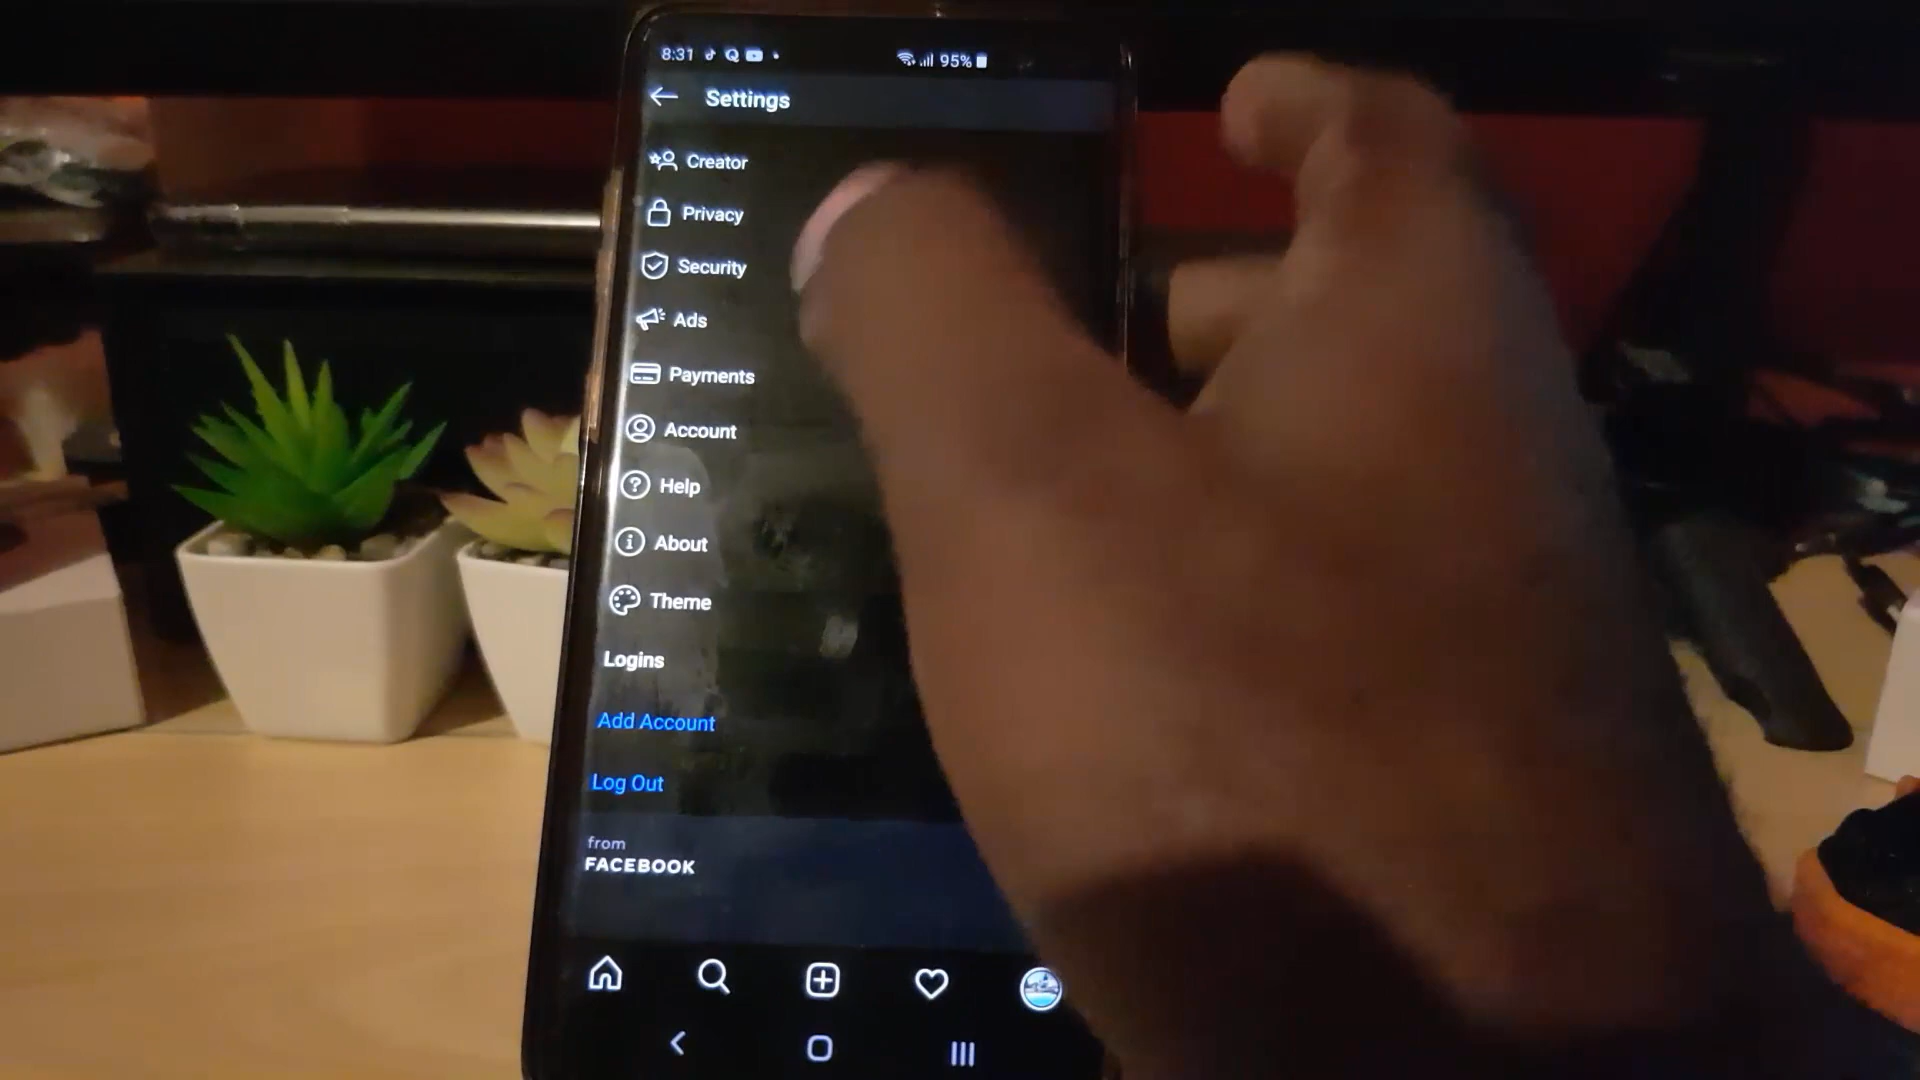 8:31 95%
Settings
Creator
Privacy
Security
Ads
Payments
Account
Help
About
Theme
Logins
Add Account
Log Out
from
FACEBOOK